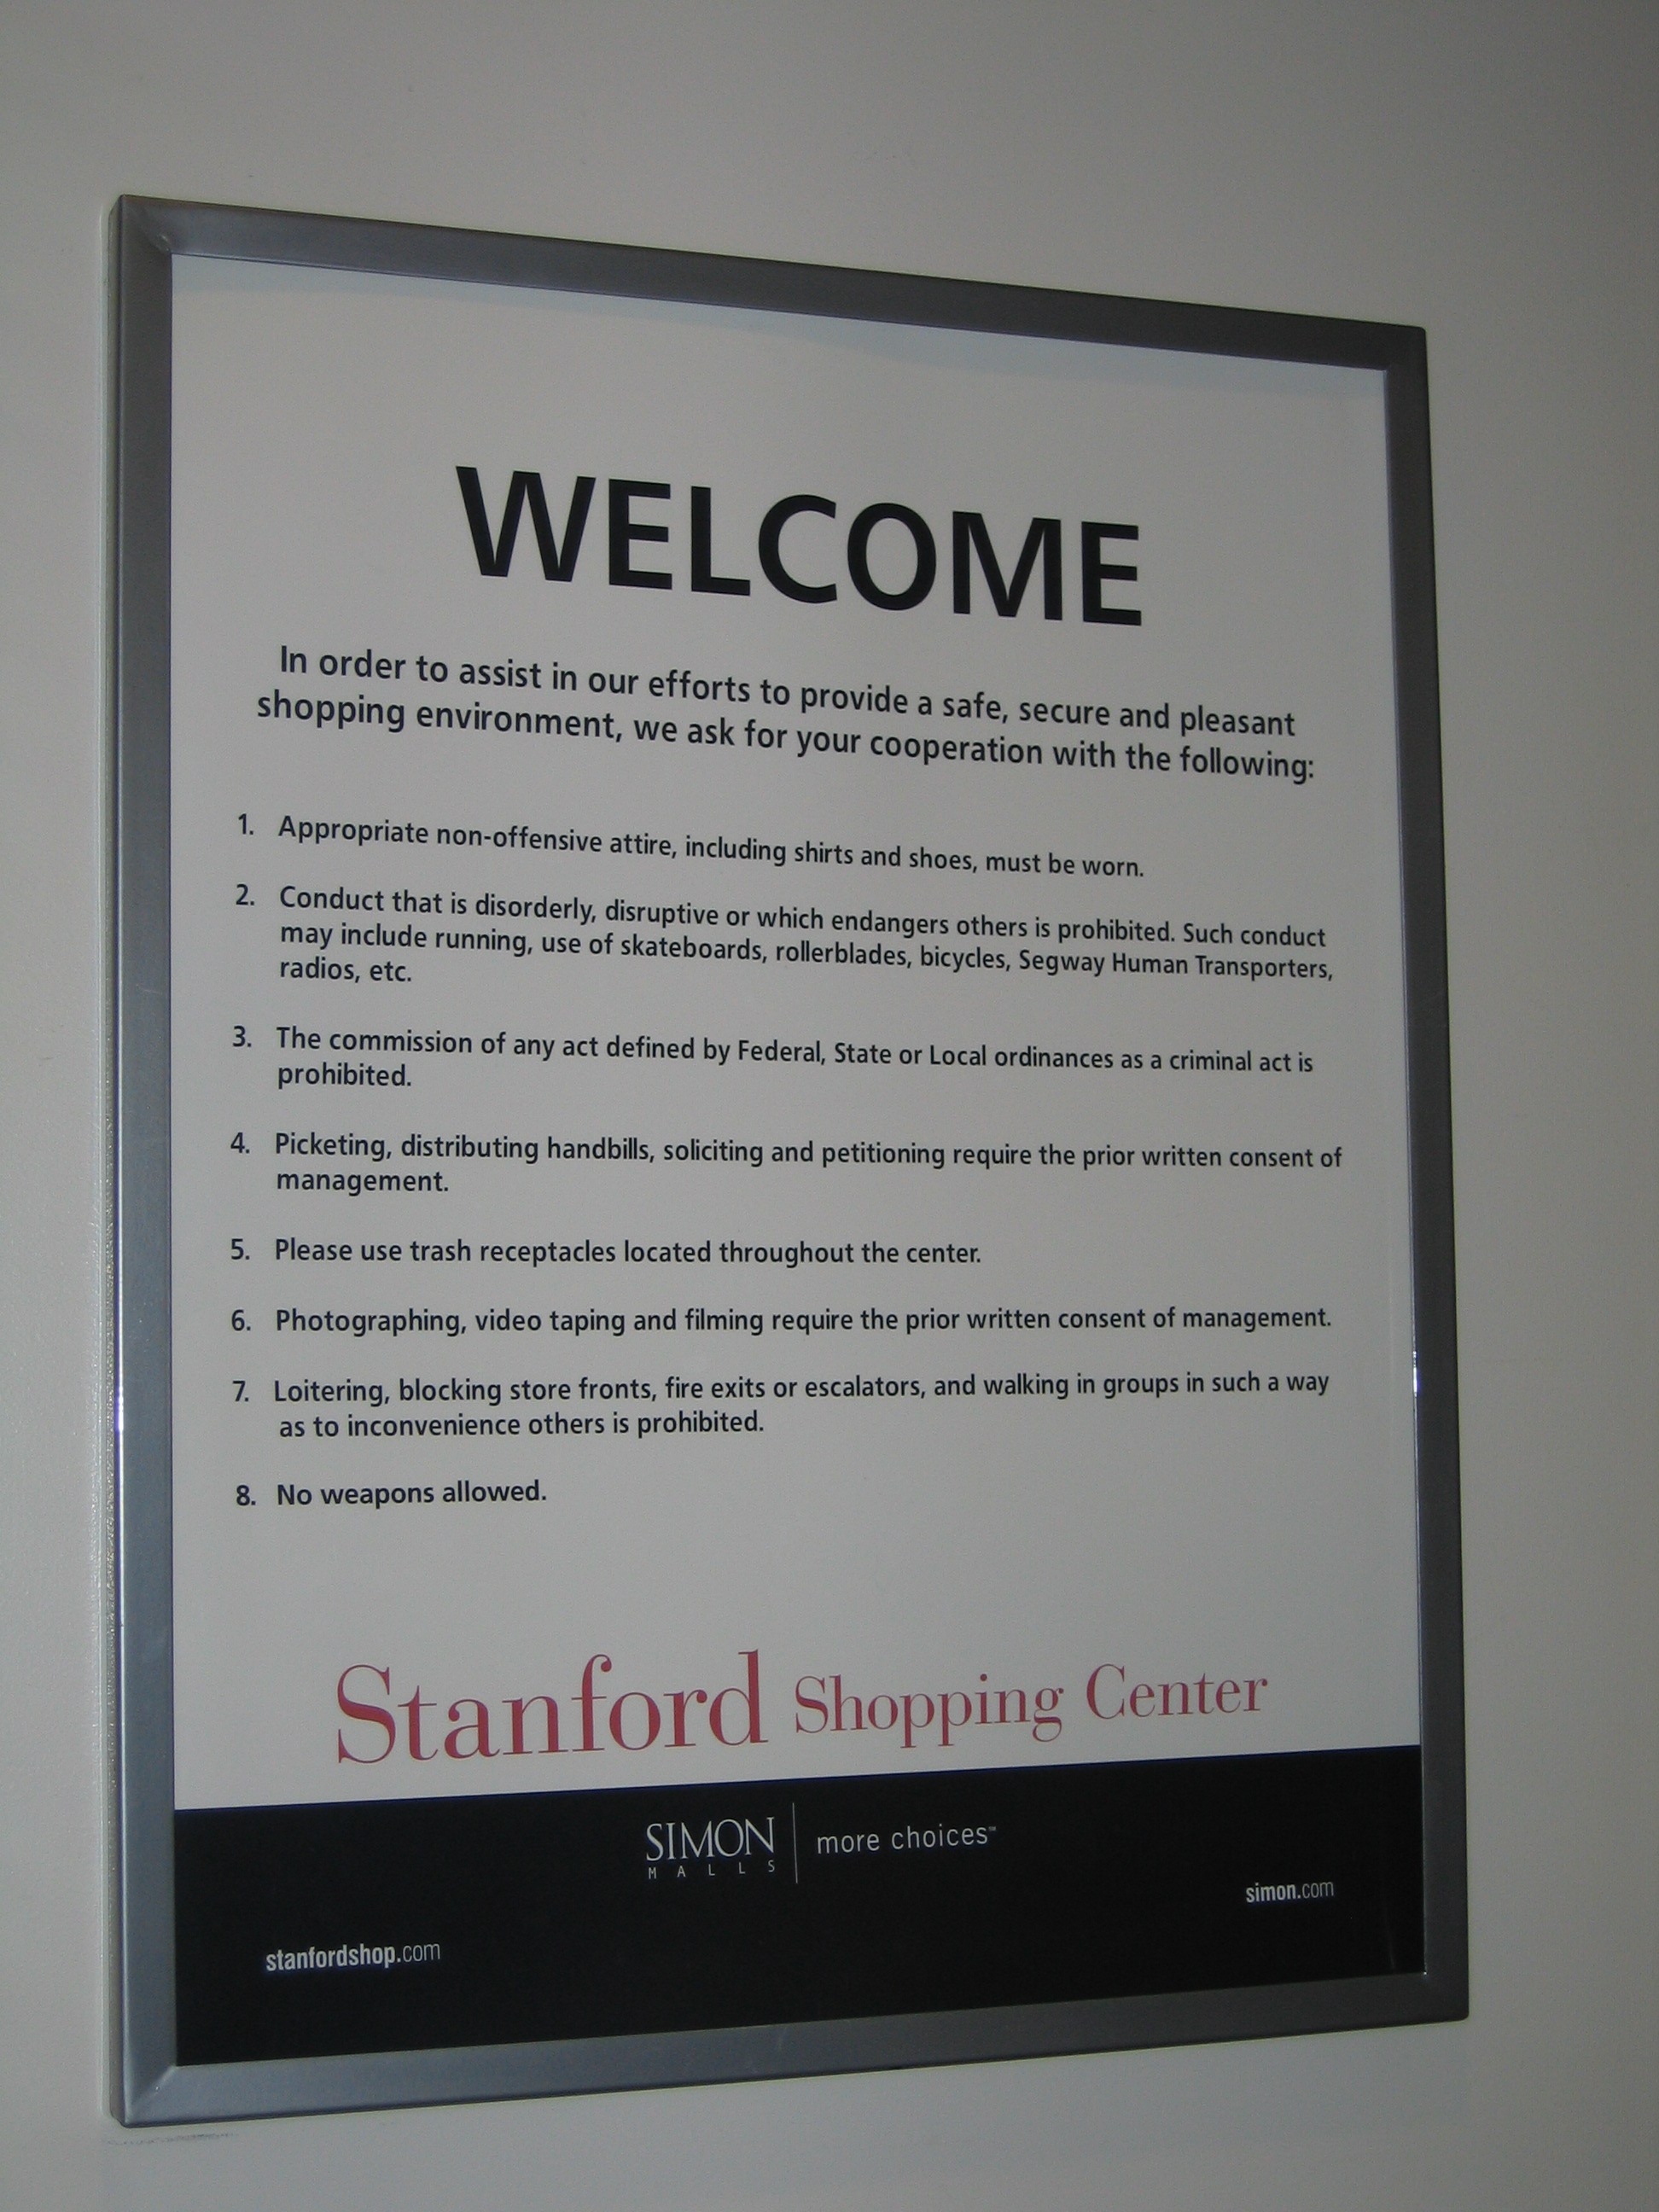 WELCOME
In order to assist in our efforts to provide a safe, secure and pleasant
shopping environment, we ask for your cooperation with the following:
1. Appropriate non-offensive attire, including shirts and shoes, must be worn.
2. Conduct that is disorderly, disruptive or which endangers others is prohibited. Such conduct
may include running, use of skateboards, rollerblades, bicycles, Segway Human Transporters,
radios, etc.
3. The commission of any act defined by Federal, State or Local ordinances as a criminal act is
prohibited.
4. Picketing, distributing handbills, soliciting and petitioning require the prior written consent of
management.
5. Please use trash receptacles located throughout the center.
6. Photographing, video taping and filming require the prior written consent of management.
7. Loitering, blocking store fronts, fire exits or escalators, and walking in groups in such a way
as to inconvenience others is prohibited.
8. No weapons allowed.
Stanford Shopping Center
SIMON more choices™
MALLS
simon.com
stanfordshop.com